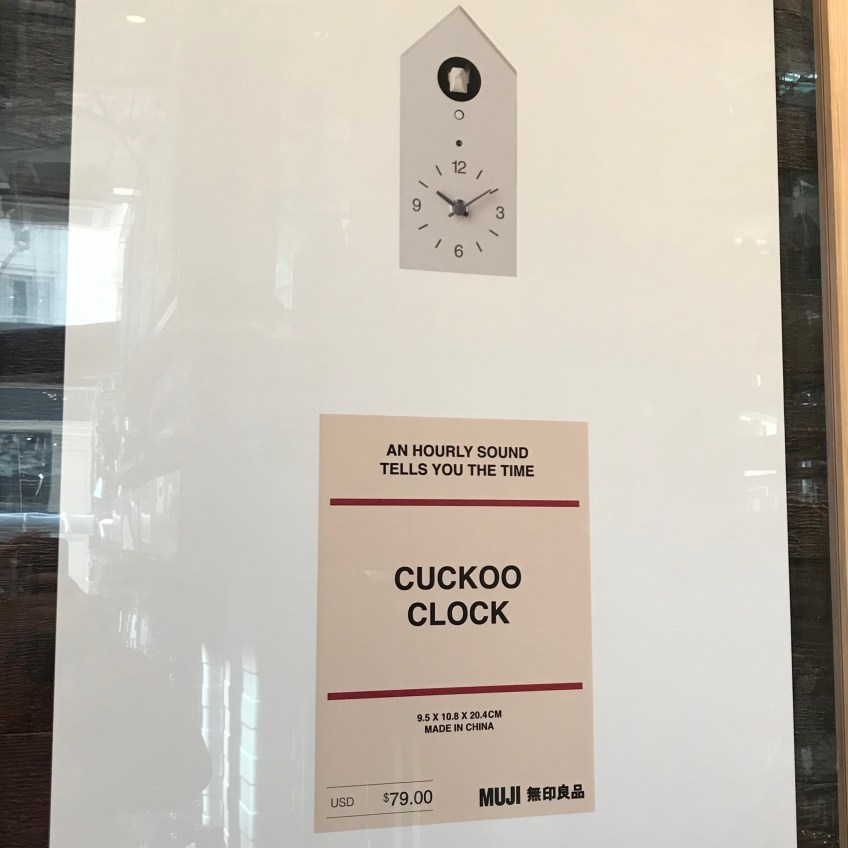 12
9
3
6
AN HOURLY SOUND
TELLS YOU THE TIME
CUCKOO
CLOCK
9.5 X 10.8 X 20.4CM
MADE IN CHINA
USD $79.00
MUJI 無印良品